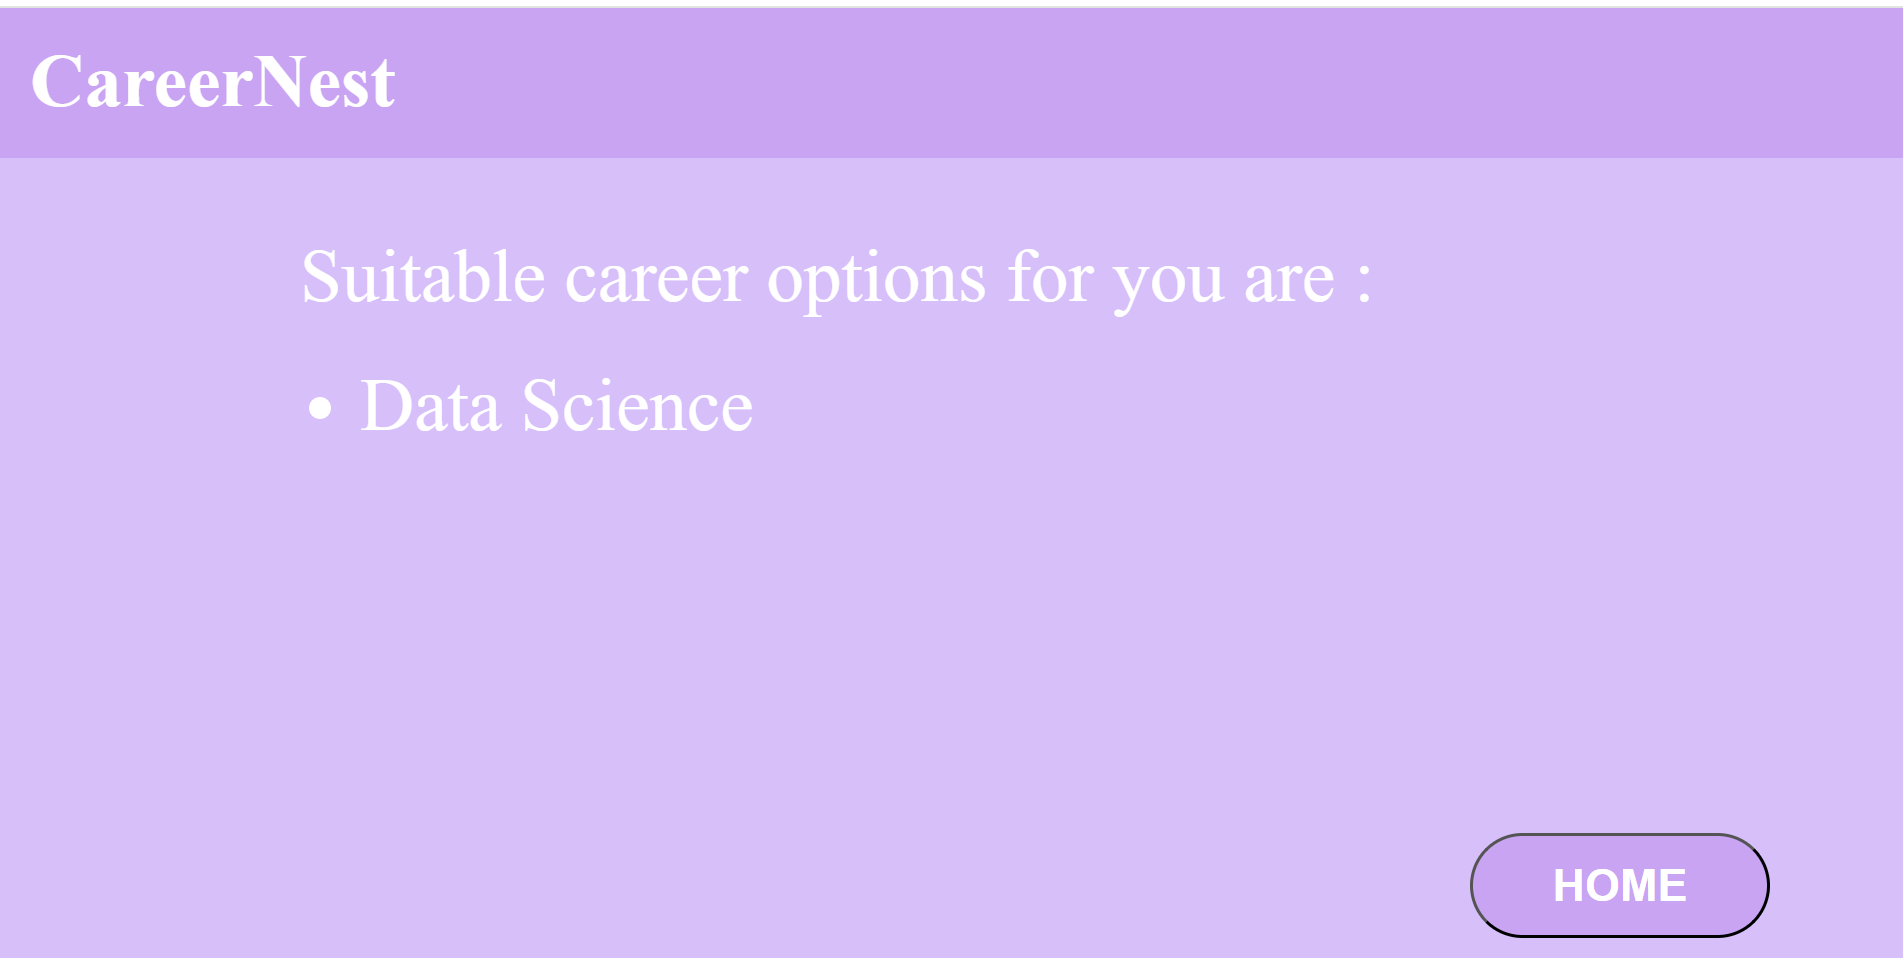 CareerNest
Suitable career options for you are :
• Data Science
HOME